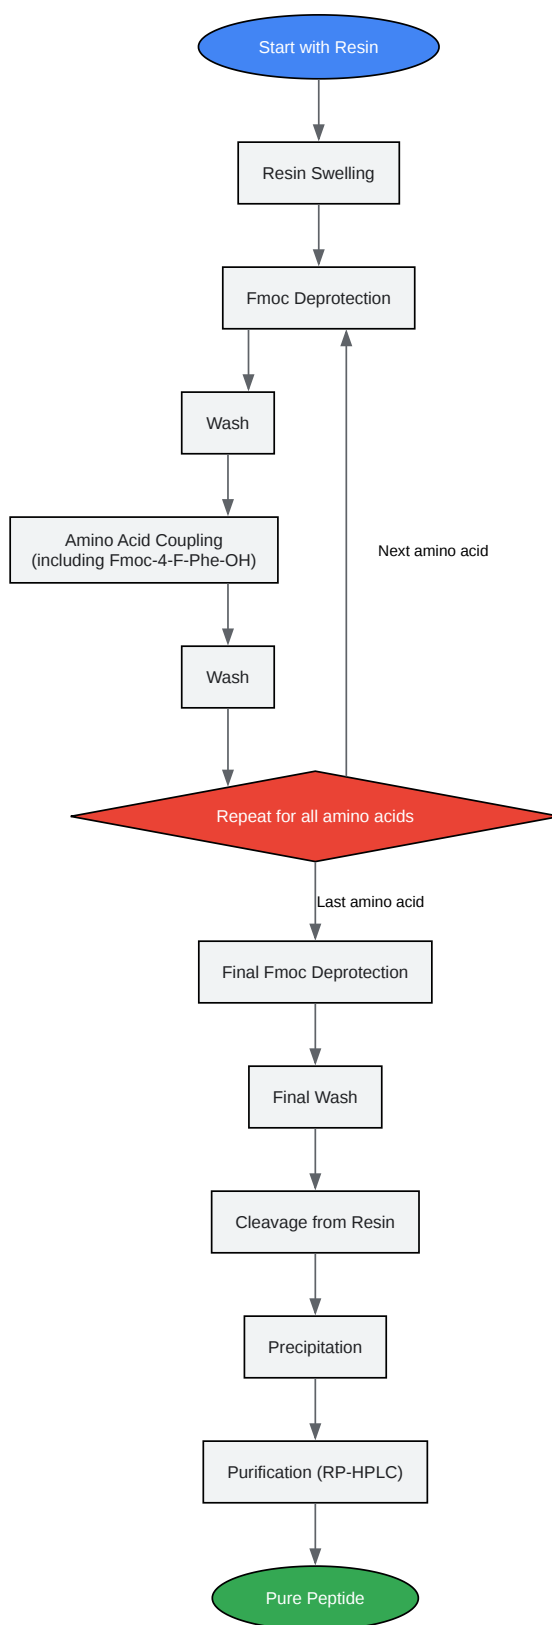 Start with Resin
Resin Swelling
Fmoc Deprotection
Wash
Amino Acid Coupling
(including Fmoc-4-F-Phe-OH)
Next amino acid
Wash
Repeat for all amino acids
Last amino acid
Final Fmoc Deprotection
Final Wash
Cleavage from Resin
Precipitation
Purification (RP-HPLC)
Pure Peptide